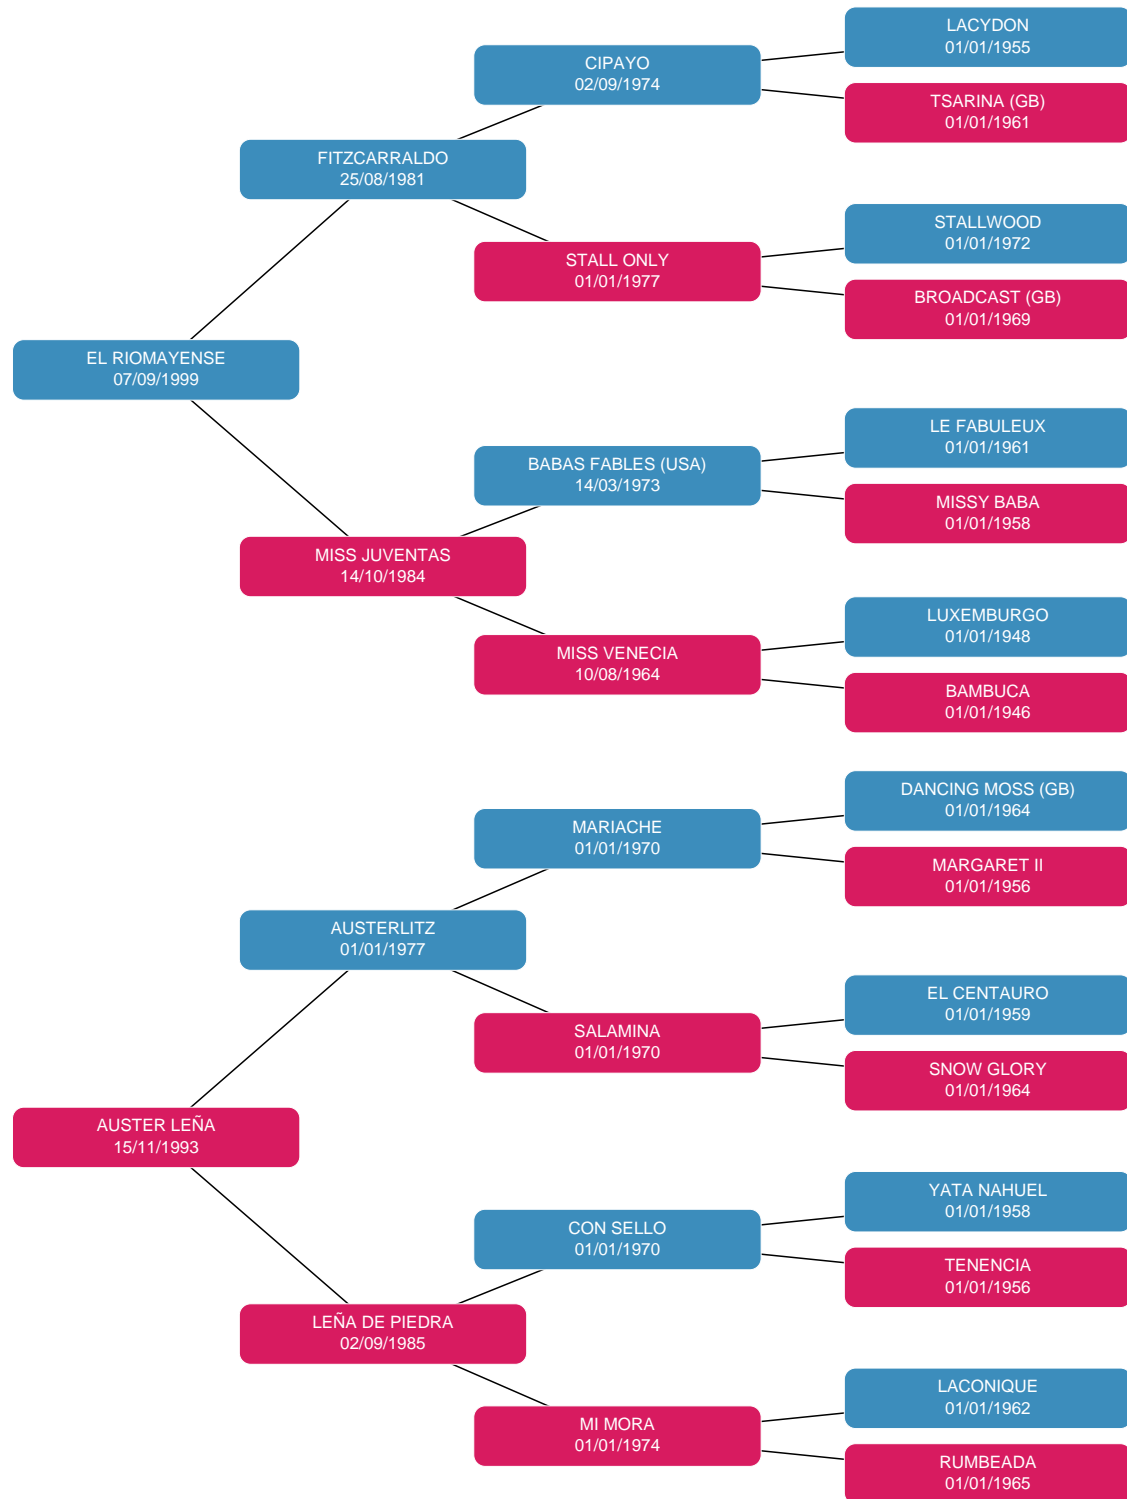 LACYDON
01/01/1955
CIPAYO
02/09/1974
TSARINA (GB)
01/01/1961
FITZCARRALDO
25/08/1981
STALLWOOD
01/01/1972
STALL ONLY
01/01/1977
BROADCAST (GB)
01/01/1969
EL RIOMAYENSE
07/09/1999
LE FABULEUX
01/01/1961
BABAS FABLES (USA)
14/03/1973
MISSY BABA
01/01/1958
MISS JUVENTAS
14/10/1984
LUXEMBURGO
01/01/1948
MISS VENECIA
10/08/1964
BAMBUCA
01/01/1946
DANCING MOSS (GB)
01/01/1964
MARIACHE
01/01/1970
MARGARET II
01/01/1956
AUSTERLITZ
01/01/1977
EL CENTAURO
01/01/1959
SALAMINA
01/01/1970
SNOW GLORY
01/01/1964
AUSTER LEÑA
15/11/1993
YATA NAHUEL
01/01/1958
CON SELLO
01/01/1970
TENENCIA
01/01/1956
LEÑA DE PIEDRA
02/09/1985
LACONIQUE
01/01/1962
MI MORA
01/01/1974
RUMBEADA
01/01/1965